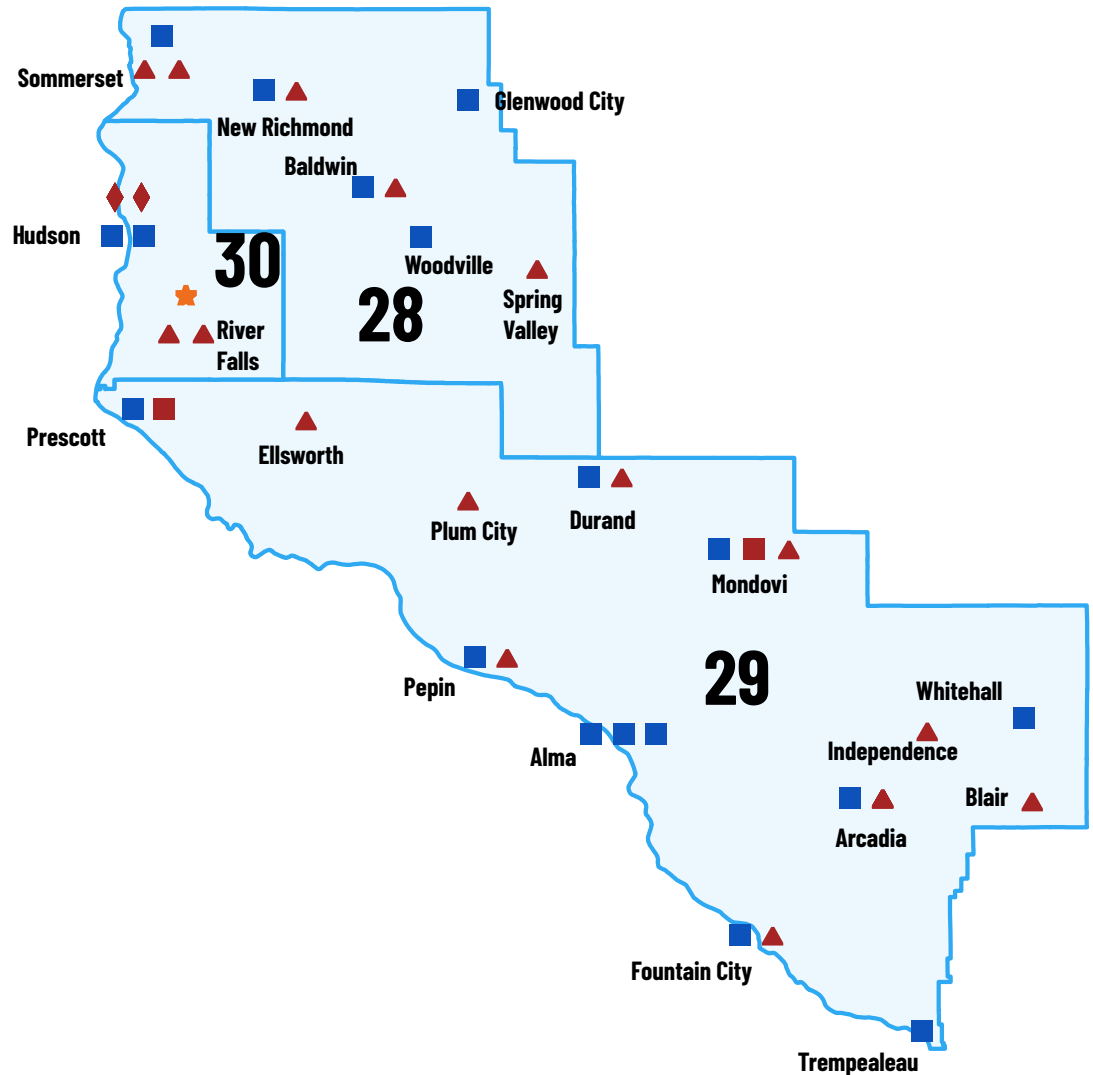 Sommerset
Glenwood City
New Richmond
Baldwin
Hudson
30
Woodville
28
Spring
Valley
River
Falls
Prescott
Ellsworth
Plum City
Durand
Mondovi
29
Pepin
Whitehall
Alma
Independence
Blair
Arcadia
Fountain City
Trempealeau